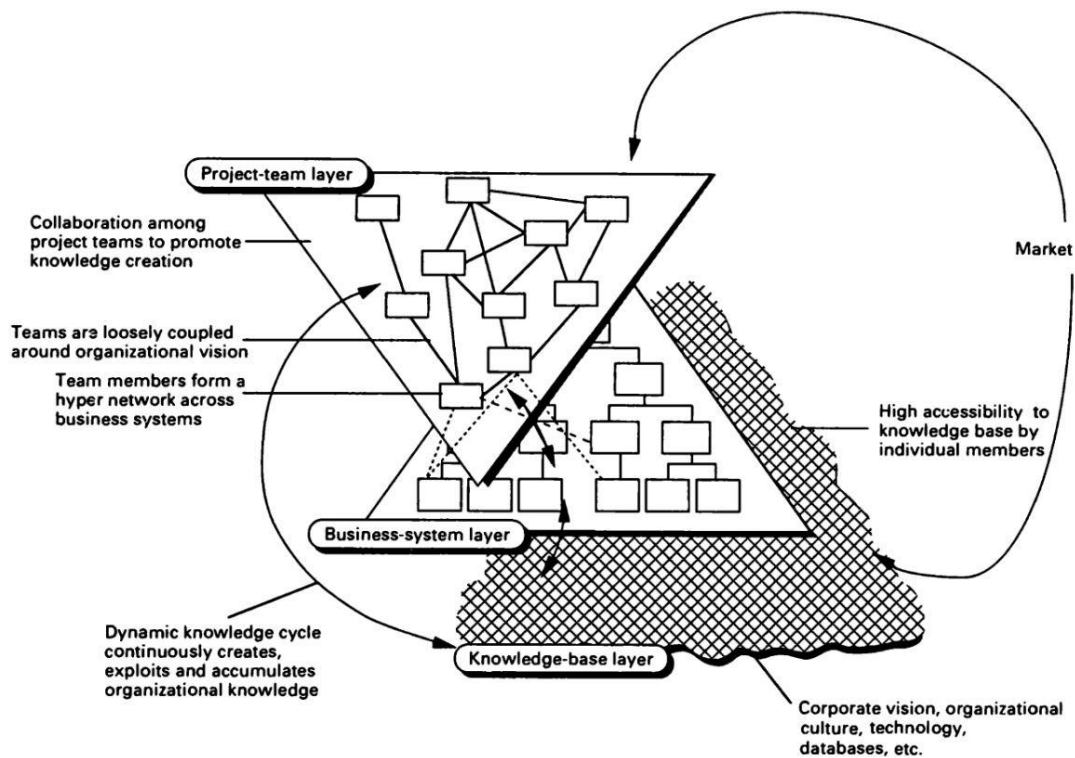 Project-team layer
Collaboration among
project teams to promote
knowledge creation
Market
Teams are loosely coupled
around organizational vision
Team members form a
hyper network across
business systems
High accessibility to
knowledge base by
individual members
Business-system layer
Dynamic knowledge cycle
continuously creates,
exploits and accumulates
organizational knowledge
Knowledge-base layer
Corporate vision, organizational
culture, technology,
databases, etc.